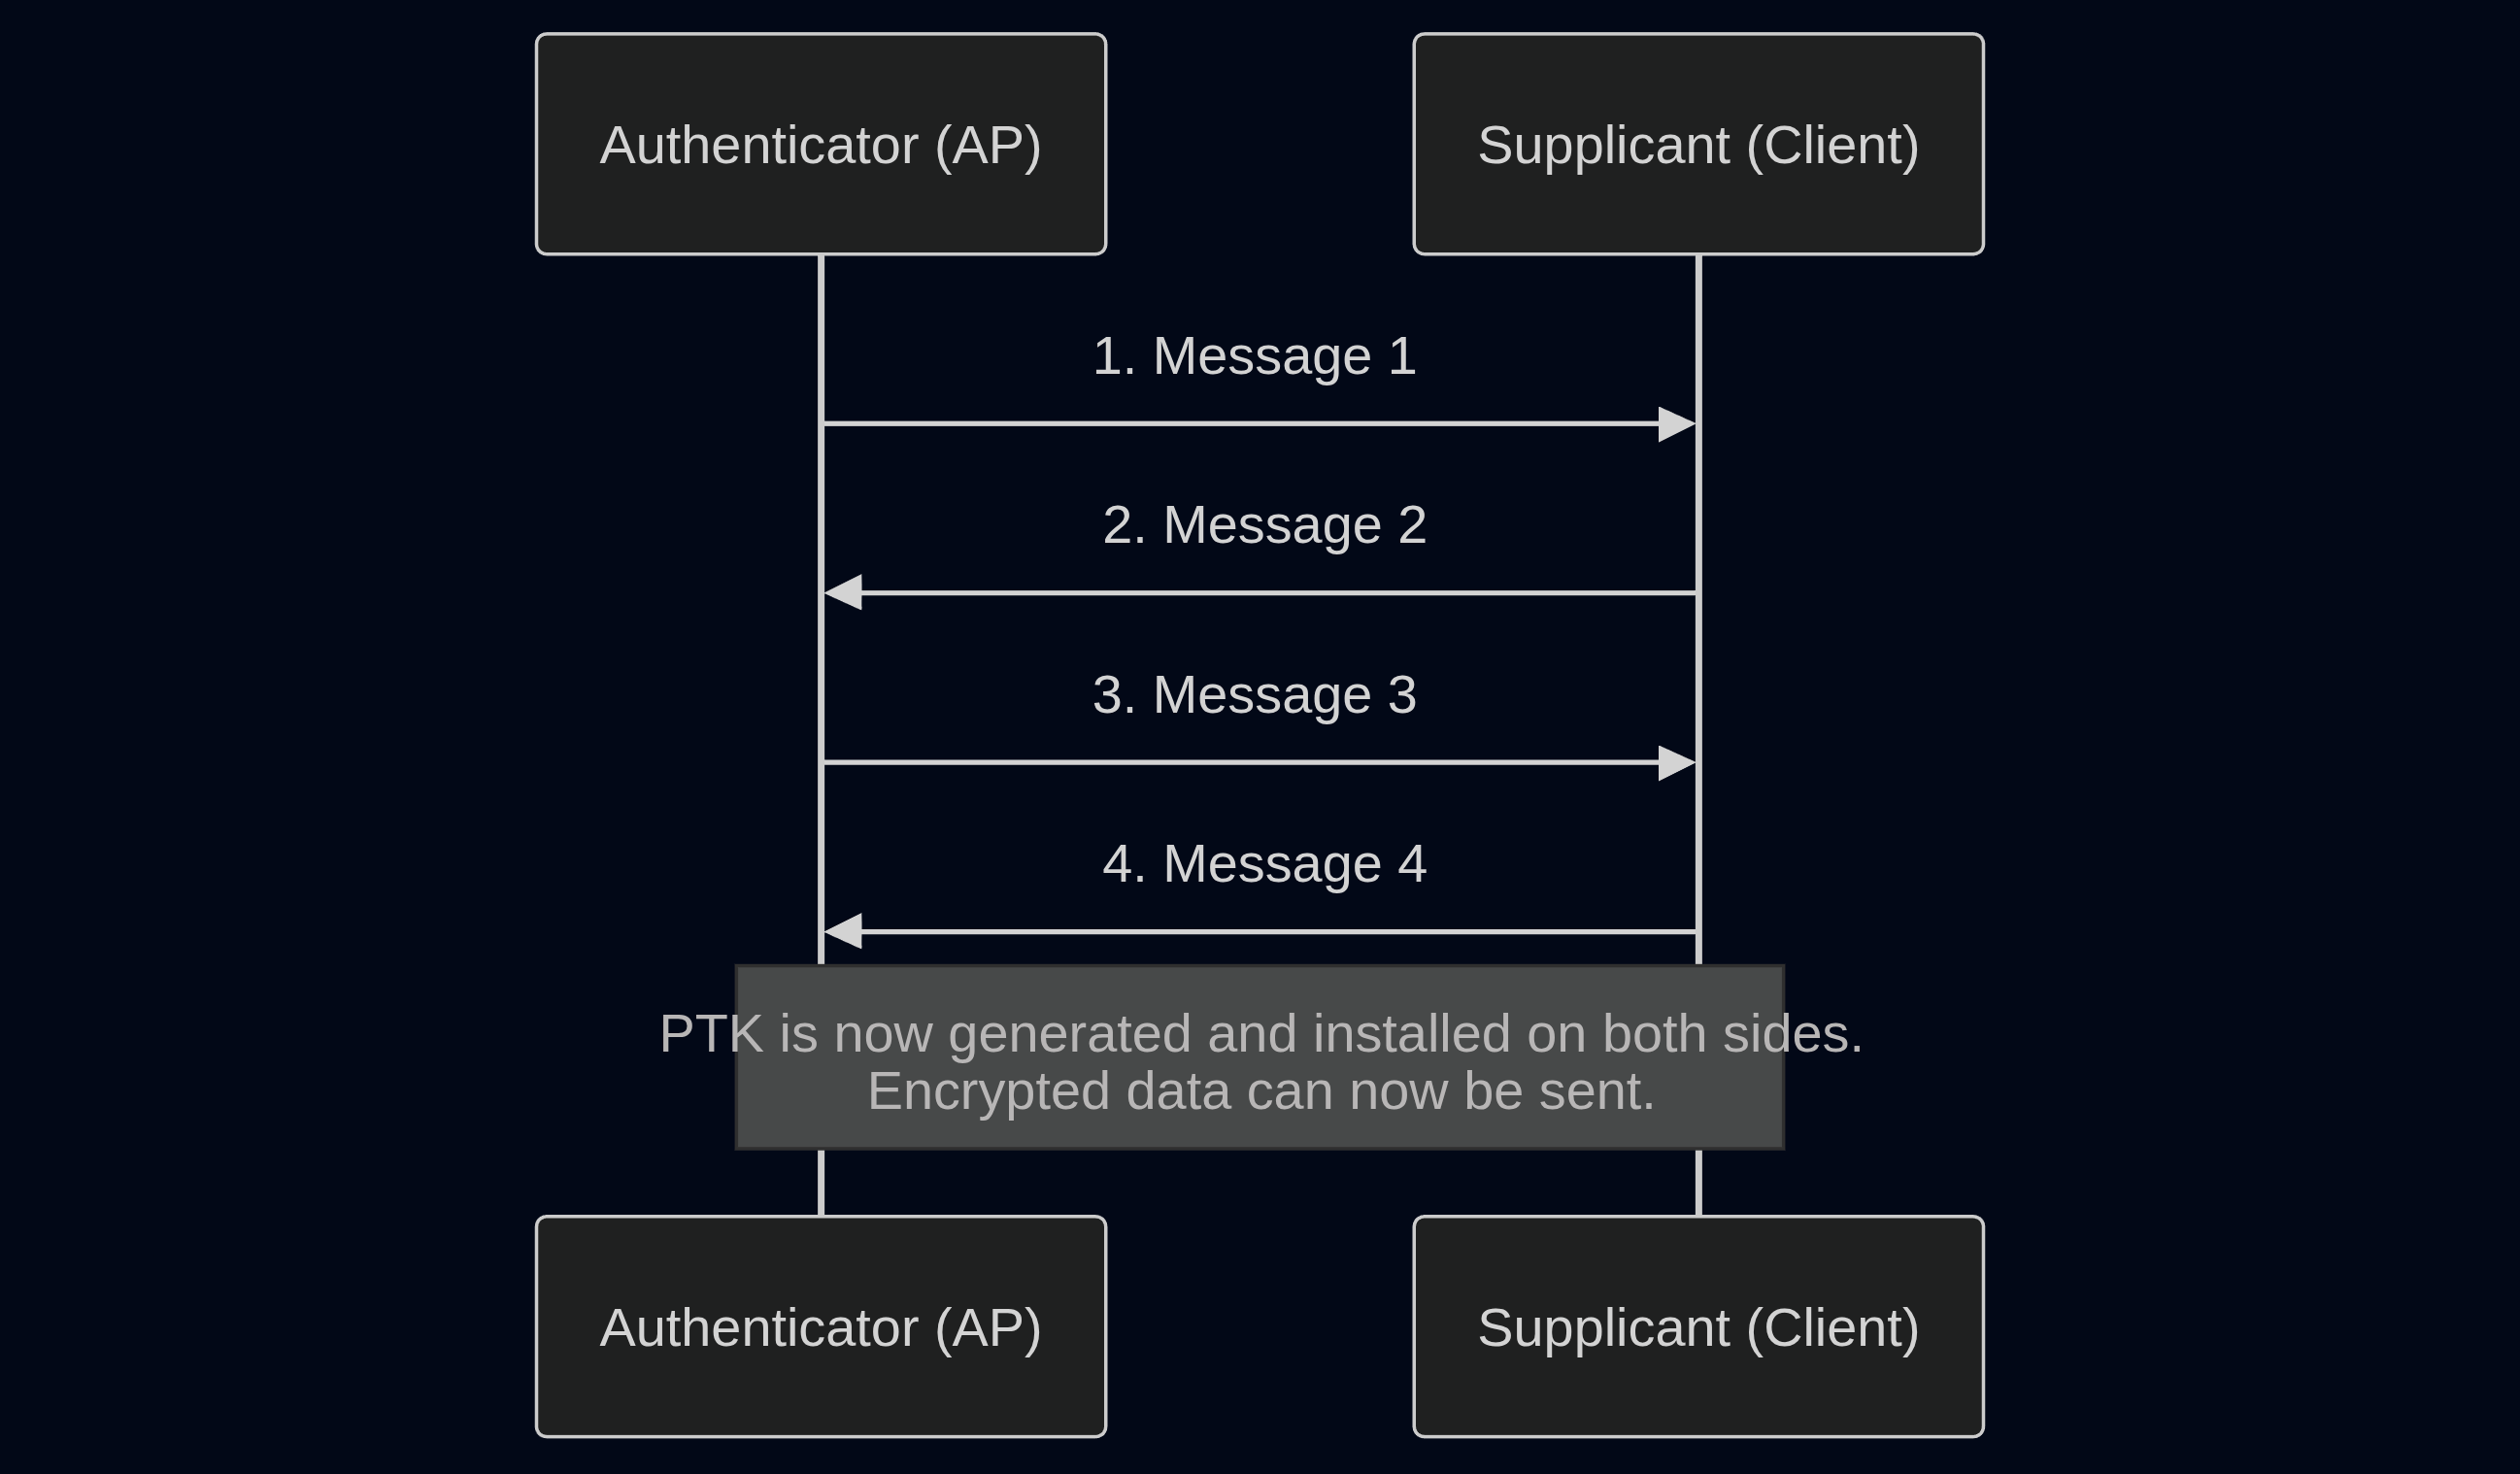 Authenticator (AP)
Supplicant (Client)
1. Message 1
2. Message 2
3. Message 3
4. Message 4
PTK is now generated and installed on both sides.
Encrypted data can now be sent.
Authenticator (AP)
Supplicant (Client)